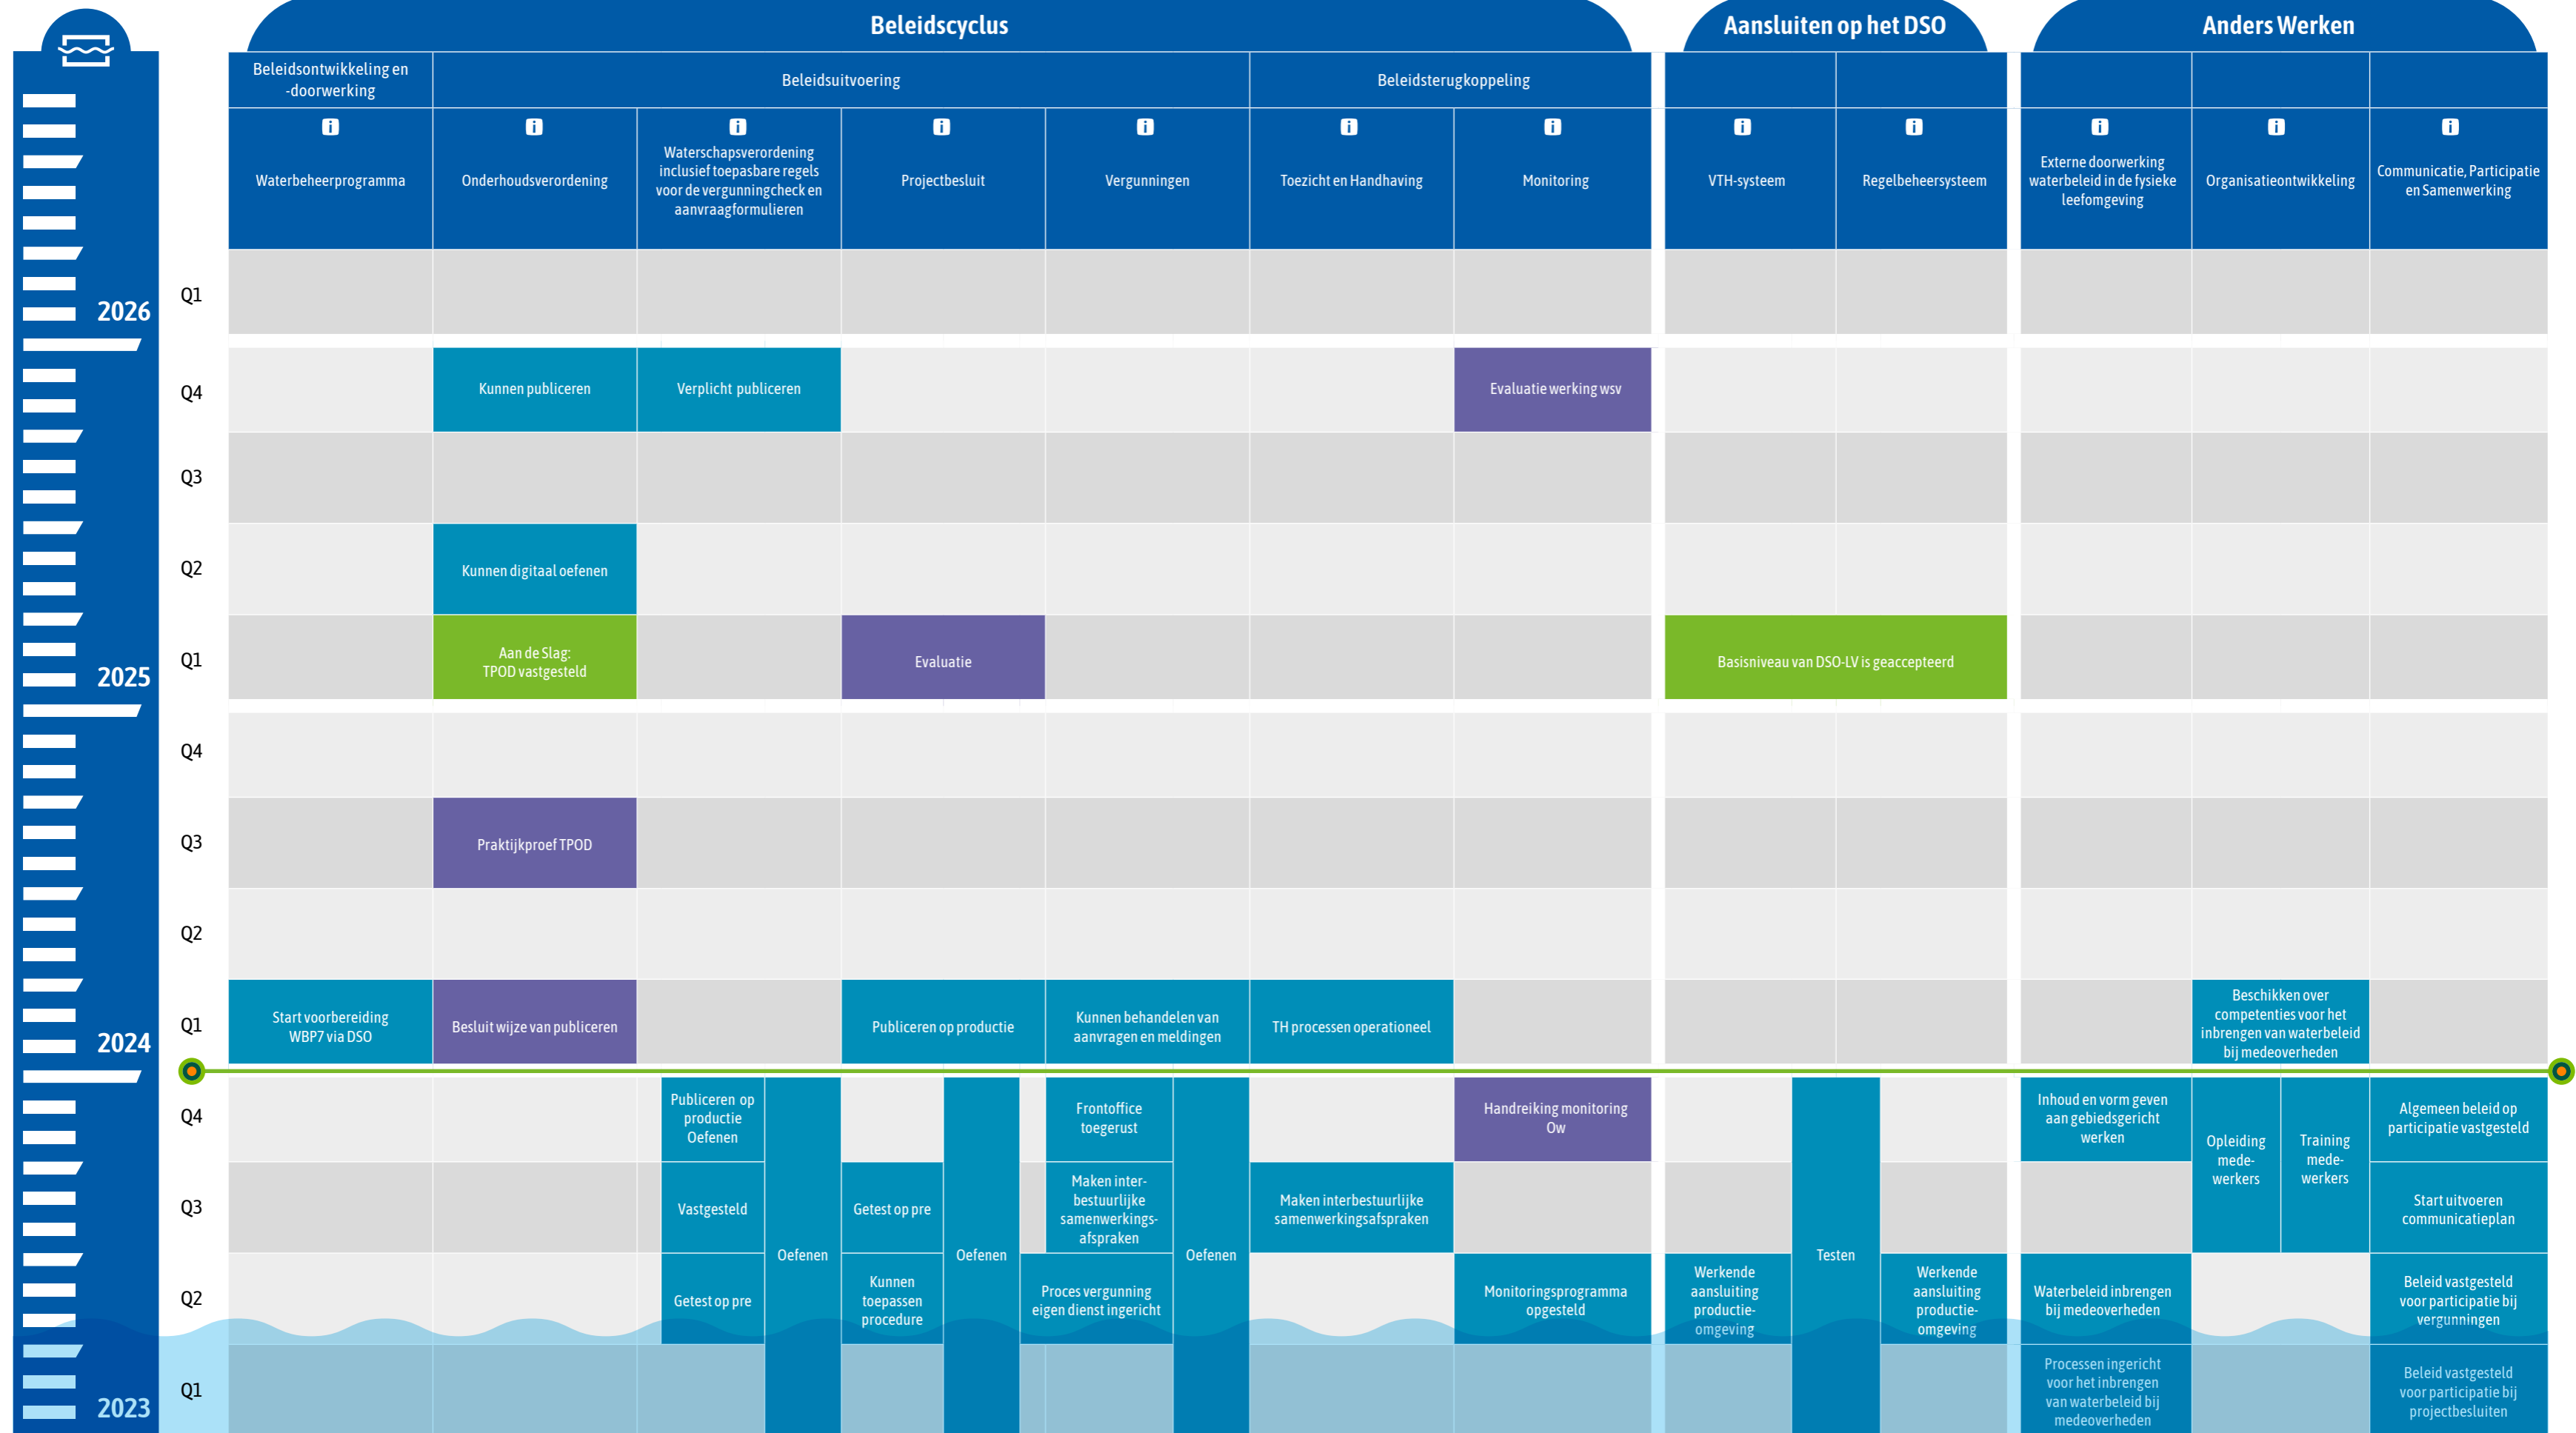 Beleidscyclus
Aansluiten op het DSO
Anders Werken
Beleidsontwikkeling en
-doorwerking
Beleidsuitvoering
Beleidsterugkoppeling
i
i
i
i
i
i
i
i
i
i
i
i
Waterbeheerprogramma
Onderhoudsverordening
Waterschapsverordening
inclusief toepasbare regels
voor de vergunningcheck en
aanvraagformulieren
Projectbesluit
Vergunningen
Toezicht en Handhaving
Monitoring
VTH-systeem
Regelbeheersysteem
Externe doorwerking
waterbeleid in de fysieke
leefomgeving
Organisatieontwikkeling
Communicatie, Participatie
en Samenwerking
2026
Q1
Q4
Kunnen publiceren
Verplicht publiceren
Evaluatie werking wsv
Q3
Q2
Kunnen digitaal oefenen
2025
Q1
Aan de Slag:
TPOD vastgesteld
Evaluatie
Basisniveau van DSO-LV is geaccepteerd
Q4
Q3
Praktijkproef TPOD
Q2
2024
Q1
Start voorbereiding
WBP7 via DSO
Besluit wijze van publiceren
Publiceren op productie
Kunnen behandelen van
aanvragen en meldingen
TH processen operationeel
Beschikken over
competenties voor het
inbrengen van waterbeleid
bij medeoverheden
Q4
Publiceren op
productie
Oefenen
Frontoffice
toegerust
Handreiking monitoring
Ow
Inhoud en vorm geven
aan gebiedsgericht
werken
Opleiding
mede-
werkers
Training
mede-
werkers
Algemeen beleid op
participatie vastgesteld
Q3
Vastgesteld
Oefenen
Getest op pre
Oefenen
Maken inter-
bestuurlijke
samenwerkings-
afspraken
Oefenen
Maken interbestuurlijke
samenwerkingsafspraken
Testen
Start uitvoeren
communicatieplan
Q2
Getest op pre
Kunnen
toepassen
procedure
Proces vergunning
eigen dienst ingericht
Monitoringsprogramma
opgesteld
Werkende
aansluiting
productie-
omgeving
Werkende
aansluiting
productie-
omgeving
Waterbeleid inbrengen
bij medeoverheden
Beleid vastgesteld
voor participatie bij
vergunningen
2023
Q1
Processen ingericht
voor het inbrengen
van waterbeleid bij
medeoverheden
Beleid vastgesteld
voor participatie bij
projectbesluiten